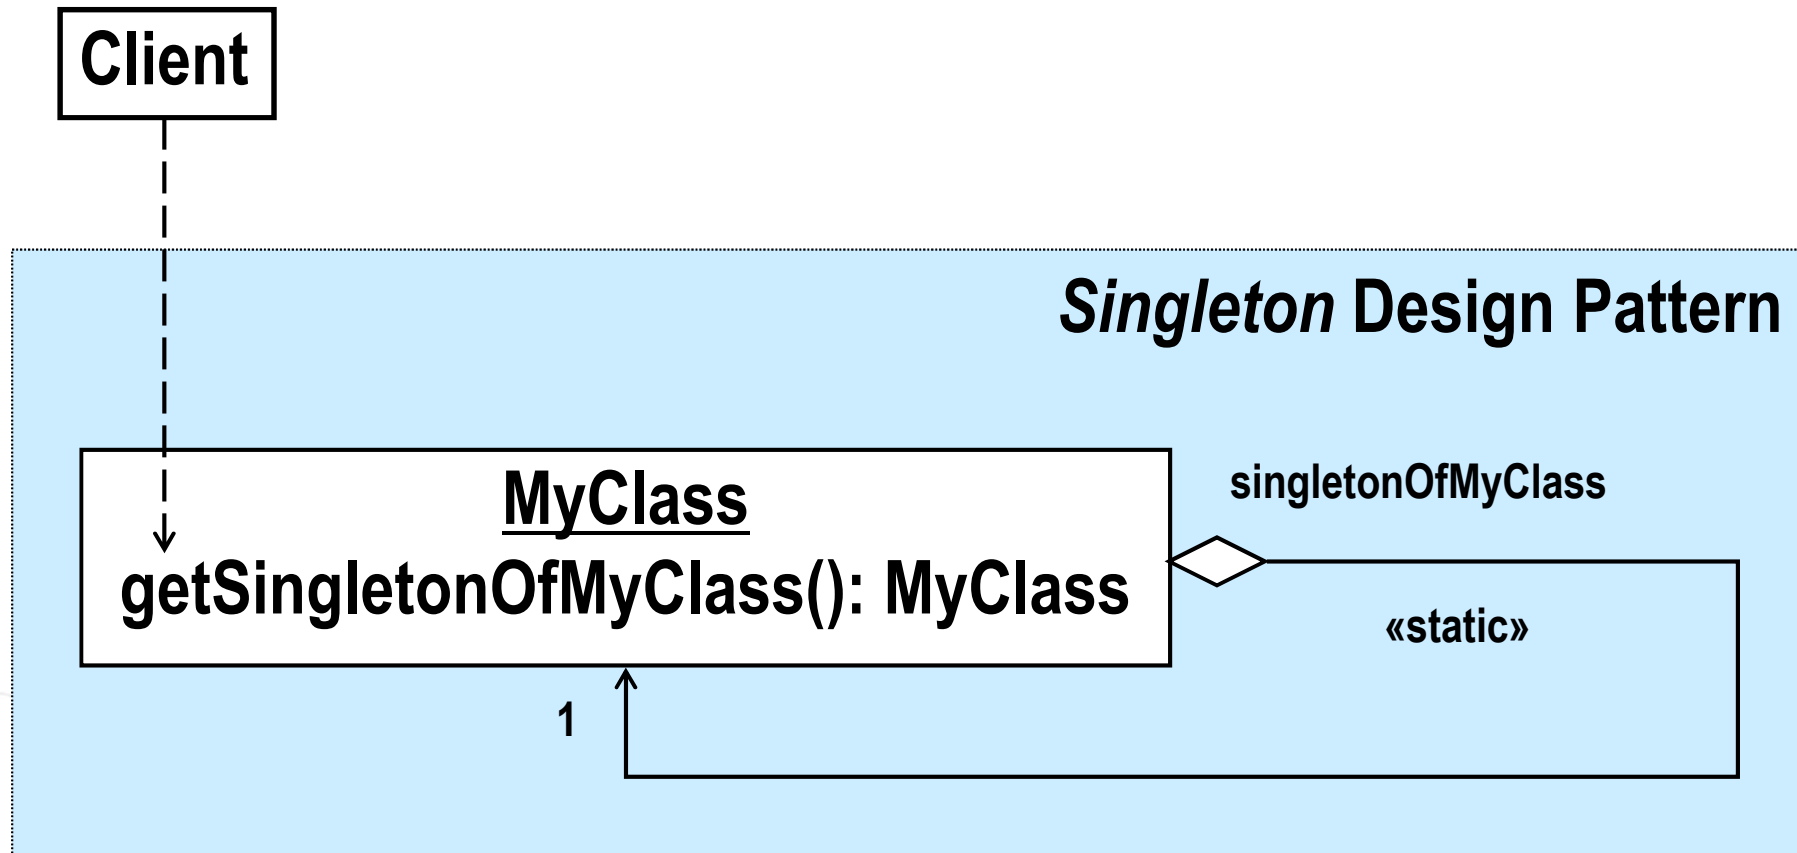 Client
Singleton Design Pattern
MyClass
singletonOfMyClass
getSingletonOfMyClass(): MyClass
«static»
1